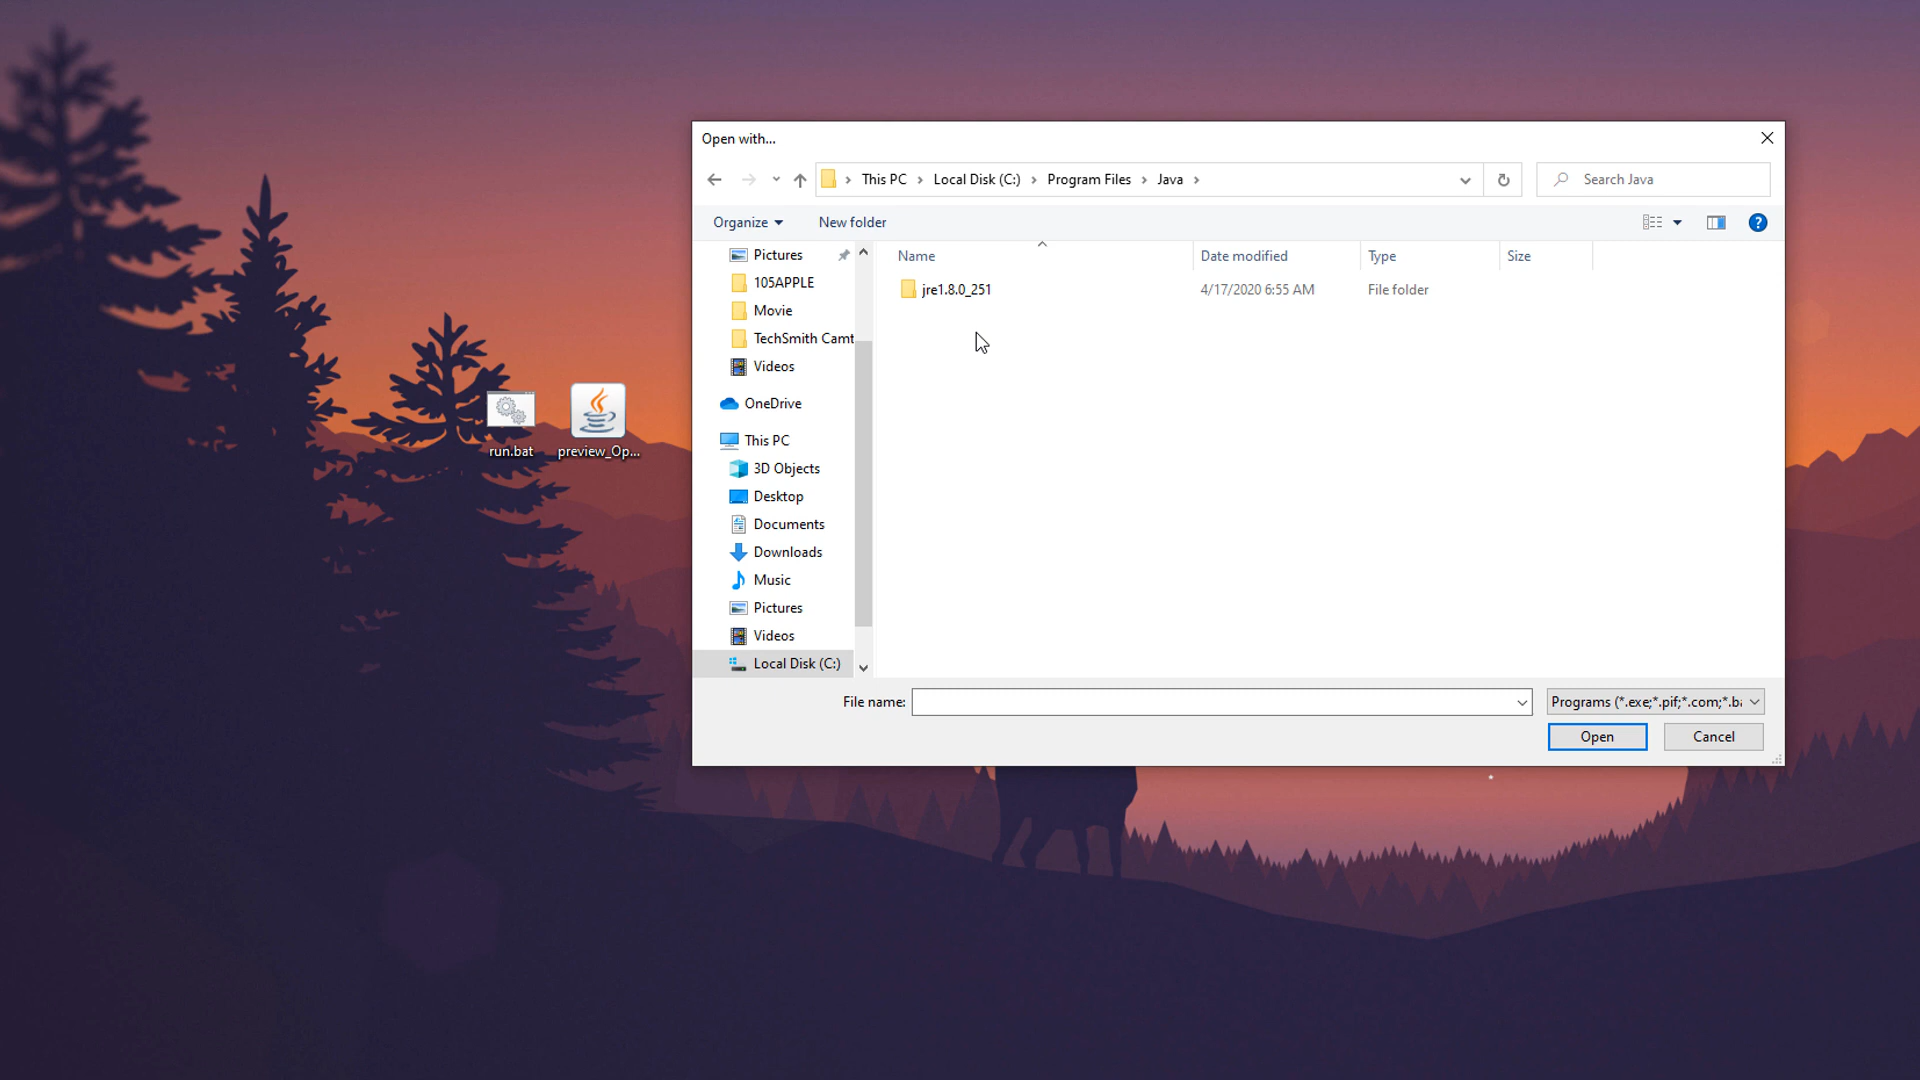 Open with...
This PC
Local Disk (C:)
Program Files
Java
Search Java
Organize
New folder
?
Pictures
105APPLE
Movie
TechSmith Camt
Videos
OneDrive
This PC
3D Objects
Desktop
Documents
Downloads
Music
Pictures
Videos
Local Disk (C:)
Name
Date modified
Type
Size
jre1.8.0_251
4/17/2020 6:55 AM
File folder
run.bat
preview_Op...
File name:
Programs (*.exe;*.pif;*.com;*.ba
Open
Cancel